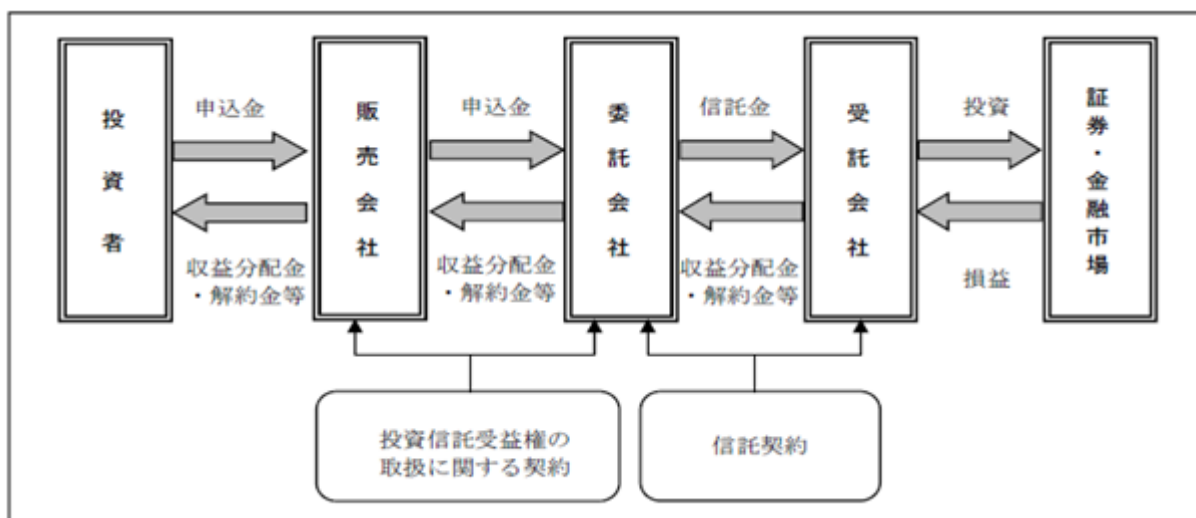 投資者
申込金
収益分配金
・解約金等
販売会社
申込金
収益分配金
・解約金等
委託会社
信託金
収益分配金
・解約金等
受託会社
投資
損益
証券・金融市場
投資信託受益権の
取扱に関する契約
信託契約